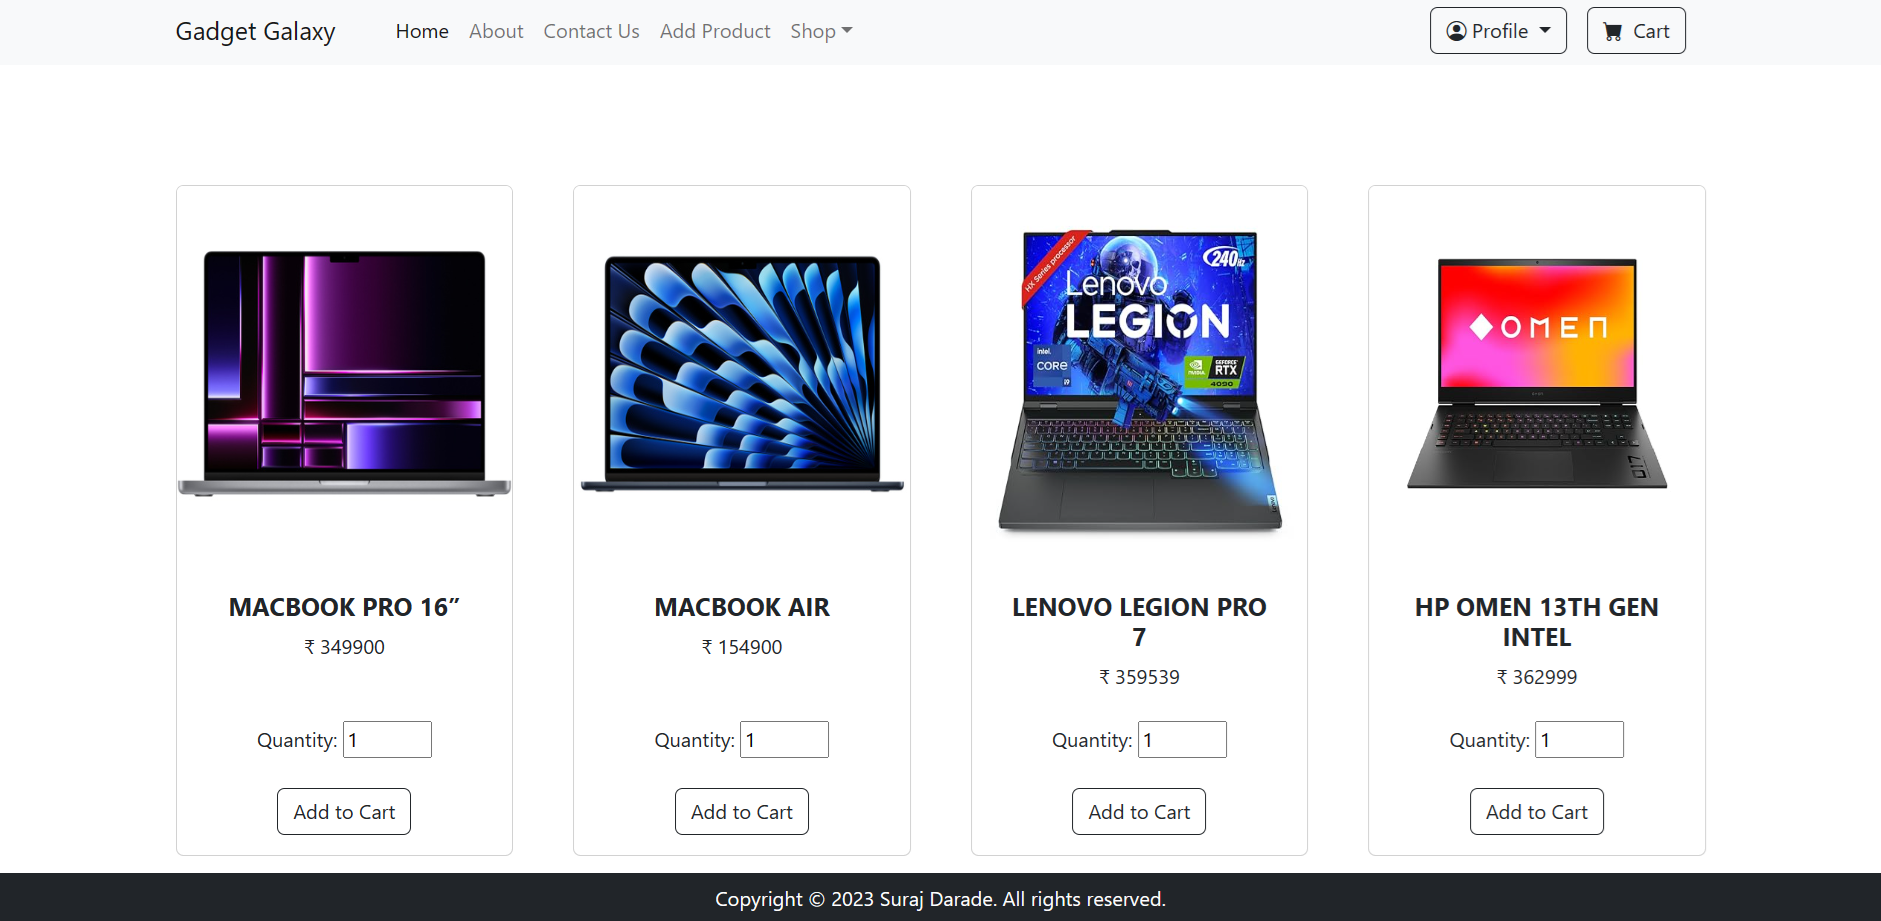 Gadget Galaxy Home About Contact Us Add Product Shop Profile Cart
HX Series processor
240Hz
Lenovo
LEGION
intel.
CORE
i9
NVIDIA
GEFORCE
RTX
4090
OMEN
MACBOOK PRO 16”
₹ 349900
Quantity: 1
Add to Cart
MACBOOK AIR
₹ 154900
Quantity: 1
Add to Cart
LENOVO LEGION PRO
7
₹ 359539
Quantity: 1
Add to Cart
HP OMEN 13TH GEN
INTEL
₹ 362999
Quantity: 1
Add to Cart
Copyright © 2023 Suraj Darade. All rights reserved.